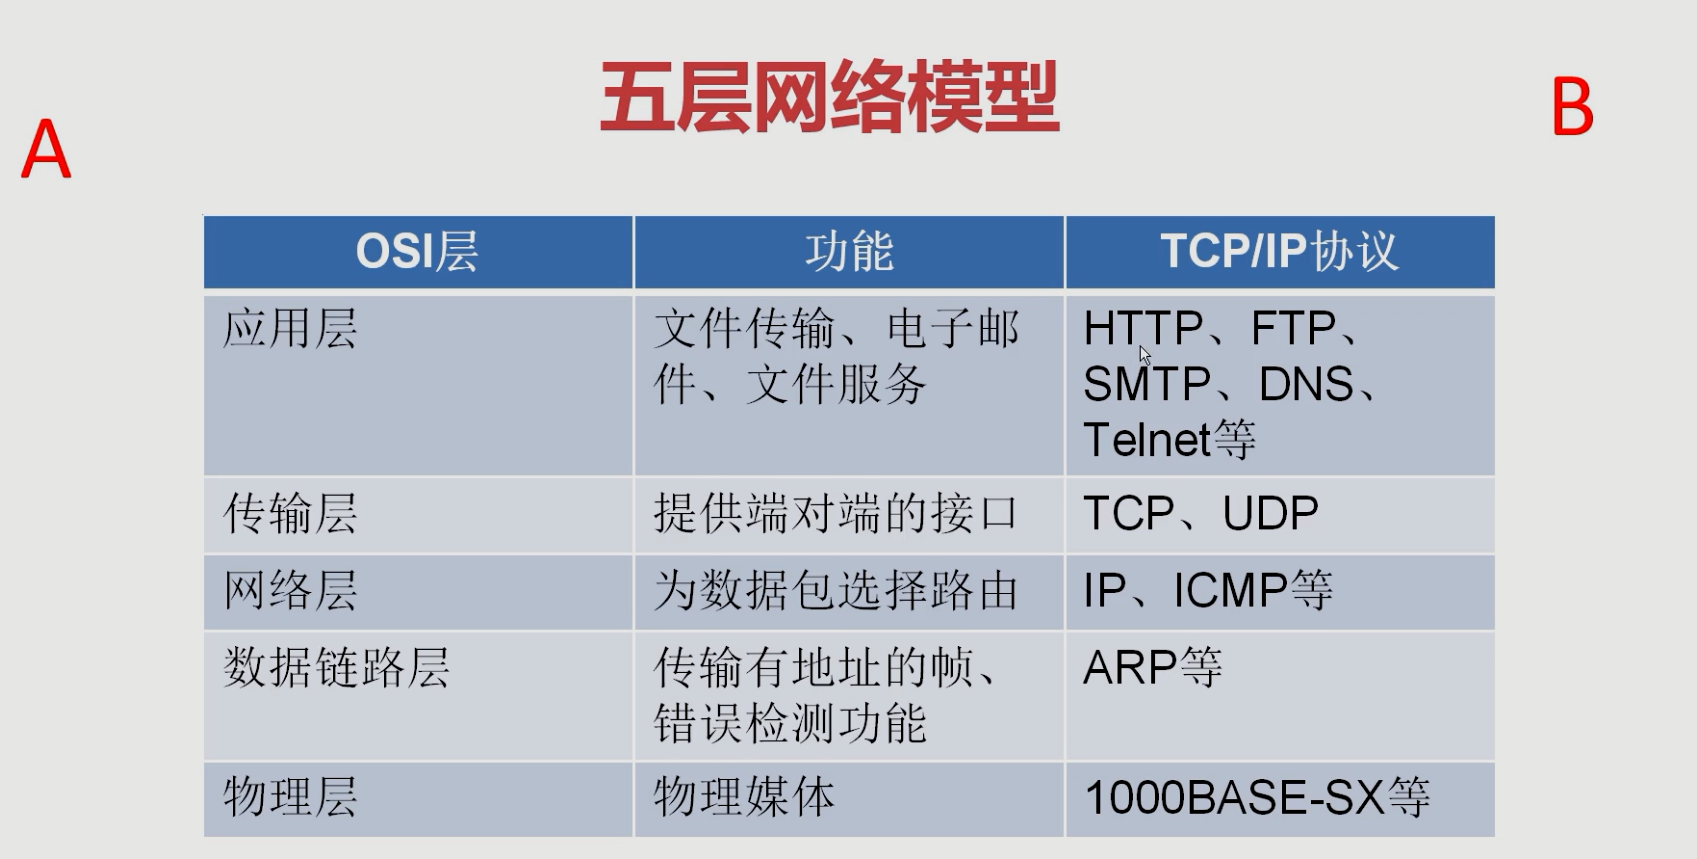 五层网络模型
A
B
OSI层
功能
TCP/IP协议
应用层
文件传输、电子邮
件、文件服务
HTTP、FTP、
SMTP、DNS、
Telnet等
传输层
提供端对端的接口
TCP、UDP
网络层
为数据包选择路由
IP、ICMP等
数据链路层
传输有地址的帧、
错误检测功能
ARP等
物理层
物理媒体
1000BASE-SX等